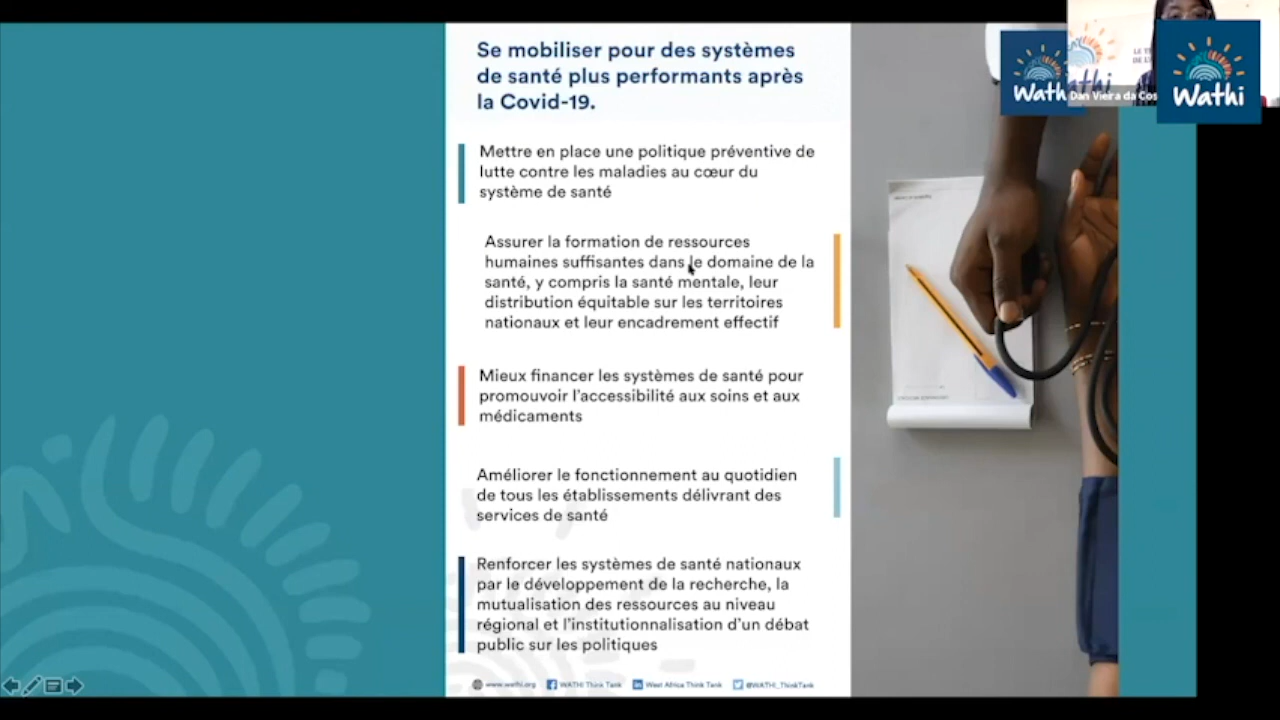 Se mobiliser pour des systèmes
de santé plus performants après
la Covid-19.
Mettre en place une politique préventive de
lutte contre les maladies au cœur du
système de santé
Assurer la formation de ressources
humaines suffisantes dans le domaine de la
santé, y compris la santé mentale, leur
distribution équitable sur les territoires
nationaux et leur encadrement effectif
Mieux financer les systèmes de santé pour
promouvoir l'accessibilité aux soins et aux
médicaments
Améliorer le fonctionnement au quotidien
de tous les établissements délivrant des
services de santé
Renforcer les systèmes de santé nationaux
par le développement de la recherche, la
mutualisation des ressources au niveau
régional et l'institutionnalisation d'un débat
public sur les politiques
www.wathi.org WATHI Think Tank West Africa Think Tank @WATHI_ThinkTank
Wath
Dan Vieira da Cos
Wathi